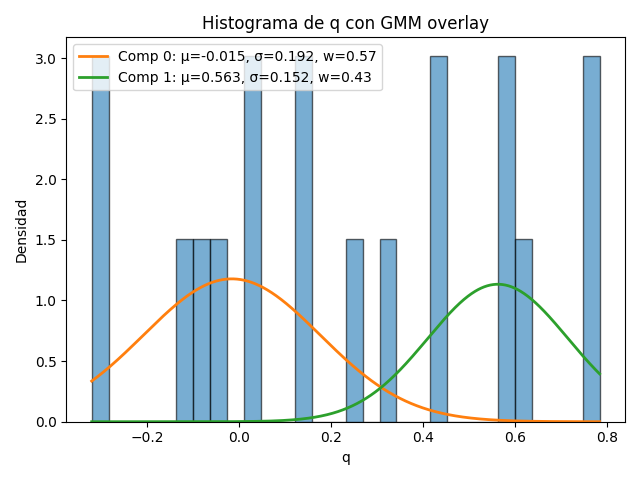 Histograma de q con GMM overlay
Comp 0: μ=-0.015, σ=0.192, w=0.57
Comp 1: μ=0.563, σ=0.152, w=0.43
Densidad
3.0
2.5
2.0
1.5
1.0
0.5
0.0
−0.2 0.0 0.2 0.4 0.6 0.8
q